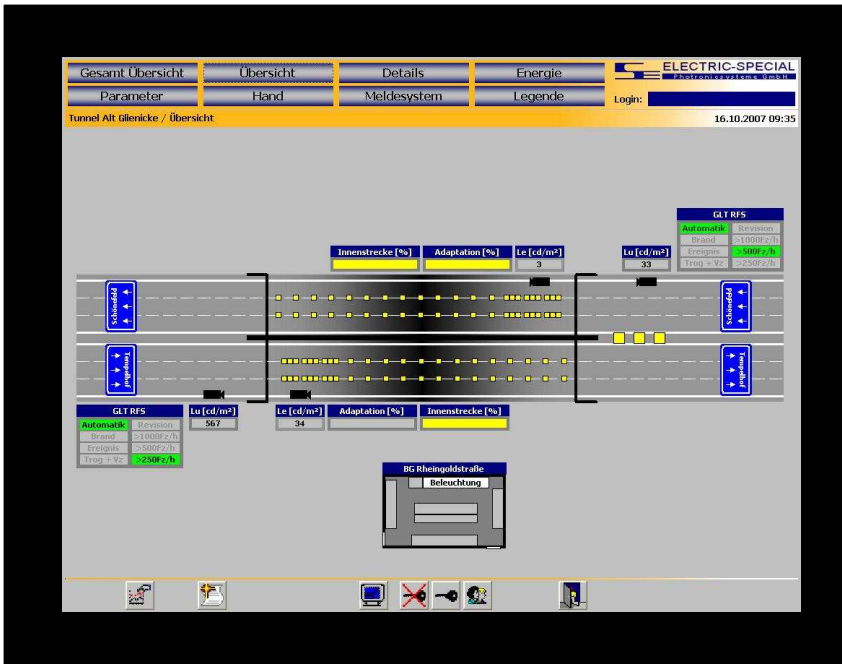 Gesamt Übersicht Übersicht Details Energie
ELECTRIC-SPECIAL
Photronicsysteme GmbH
Parameter Hand Meldesystem Legende
Login:
Tunnel Alt Glienicke / Übersicht
16.10.2007 09:35
GLT RFS
Automatik Revision
Brand >1000Fz/h
Ereignis >500Fz/h
Trog + Vz >250Fz/h
Innenstrecke [%] Adaptation [%] Le [cd/m²] Lu [cd/m²]
3 33
Schönefeld Schönefeld
Tempelhof Tempelhof
GLT RFS
Automatik Revision
Brand >1000Fz/h
Ereignis >500Fz/h
Trog + Vz >250Fz/h
Lu [cd/m²] Le [cd/m²] Adaptation [%] Innenstrecke [%]
567 34
BG Rheingoldstraße
Beleuchtung